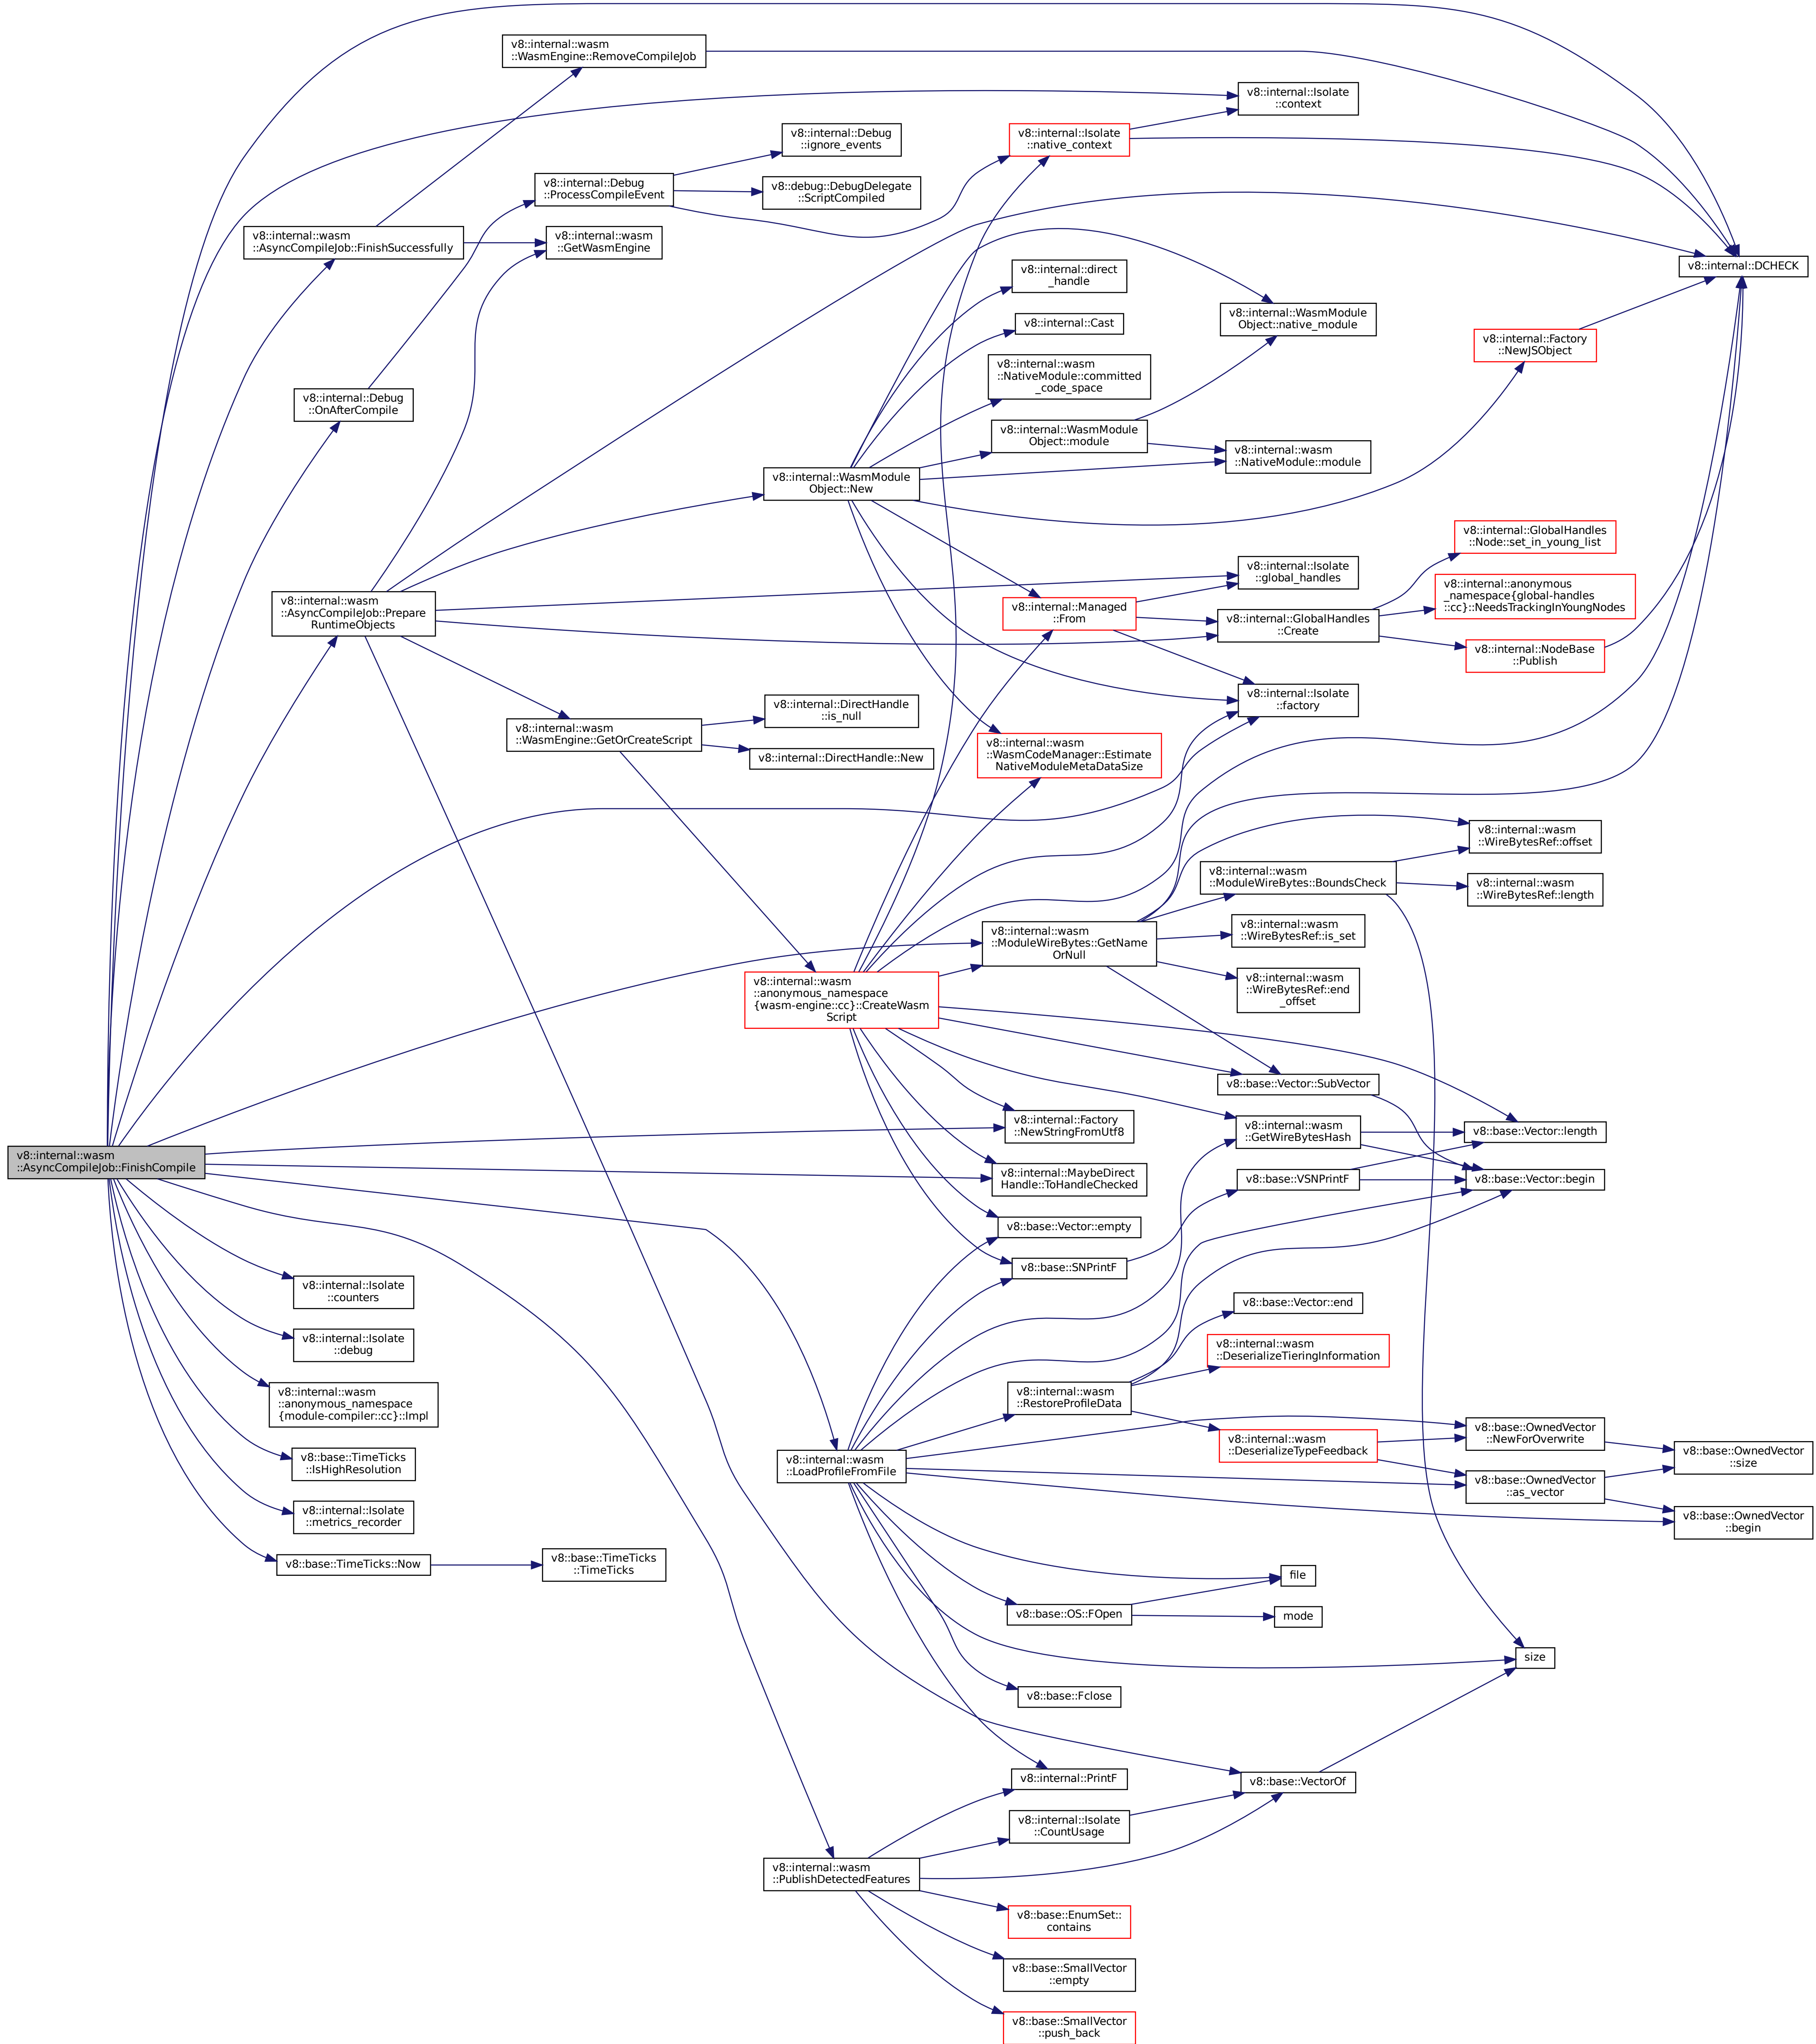 v8::internal::wasm
::WasmEngine::RemoveCompileJob
v8::internal::Isolate
::context
v8::internal::Debug
::ignore_events
v8::internal::Isolate
::native_context
v8::internal::Debug
::ProcessCompileEvent
v8::debug::DebugDelegate
::ScriptCompiled
v8::internal::wasm
::AsyncCompileJob::FinishSuccessfully
v8::internal::wasm
::GetWasmEngine
v8::internal::DCHECK
v8::internal::direct
_handle
v8::internal::WasmModule
Object::native_module
v8::internal::Cast
v8::internal::Factory
::NewJSObject
v8::internal::wasm
::NativeModule::committed
_code_space
v8::internal::Debug
::OnAfterCompile
v8::internal::WasmModule
Object::module
v8::internal::wasm
::NativeModule::module
v8::internal::WasmModule
Object::New
v8::internal::GlobalHandles
::Node::set_in_young_list
v8::internal::Isolate
::global_handles
v8::internal::anonymous
_namespace{global-handles
::cc}::NeedsTrackingInYoungNodes
v8::internal::wasm
::AsyncCompileJob::Prepare
RuntimeObjects
v8::internal::Managed
::From
v8::internal::GlobalHandles
::Create
v8::internal::NodeBase
::Publish
v8::internal::Isolate
::factory
v8::internal::DirectHandle
::is_null
v8::internal::wasm
::WasmEngine::GetOrCreateScript
v8::internal::DirectHandle::New
v8::internal::wasm
::WasmCodeManager::Estimate
NativeModuleMetaDataSize
v8::internal::wasm
::WireBytesRef::offset
v8::internal::wasm
::ModuleWireBytes::BoundsCheck
v8::internal::wasm
::WireBytesRef::length
v8::internal::wasm
::ModuleWireBytes::GetName
OrNull
v8::internal::wasm
::WireBytesRef::is_set
v8::internal::wasm
::WireBytesRef::end
_offset
v8::internal::wasm
::anonymous_namespace
{wasm-engine::cc}::CreateWasm
Script
v8::base::Vector::SubVector
v8::internal::Factory
::NewStringFromUtf8
v8::internal::wasm
::GetWireBytesHash
v8::base::Vector::length
v8::internal::wasm
::AsyncCompileJob::FinishCompile
v8::internal::MaybeDirect
Handle::ToHandleChecked
v8::base::VSNPrintF
v8::base::Vector::begin
v8::base::Vector::empty
v8::base::SNPrintF
v8::internal::Isolate
::counters
v8::base::Vector::end
v8::internal::Isolate
::debug
v8::internal::wasm
::DeserializeTieringInformation
v8::internal::wasm
::anonymous_namespace
{module-compiler::cc}::Impl
v8::internal::wasm
::RestoreProfileData
v8::internal::wasm
::DeserializeTypeFeedback
v8::base::OwnedVector
::NewForOverwrite
v8::base::OwnedVector
::size
v8::base::TimeTicks
::IsHighResolution
v8::internal::wasm
::LoadProfileFromFile
v8::base::OwnedVector
::as_vector
v8::base::OwnedVector
::begin
v8::internal::Isolate
::metrics_recorder
v8::base::TimeTicks::Now
v8::base::TimeTicks
::TimeTicks
file
v8::base::OS::FOpen
mode
size
v8::base::Fclose
v8::internal::PrintF
v8::base::VectorOf
v8::internal::Isolate
::CountUsage
v8::internal::wasm
::PublishDetectedFeatures
v8::base::EnumSet::
contains
v8::base::SmallVector
::empty
v8::base::SmallVector
::push_back